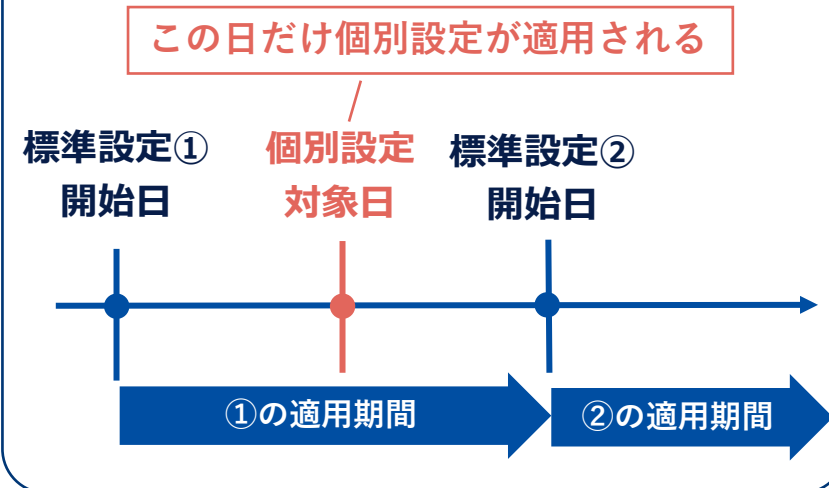 この日だけ個別設定が適用される
標準設定①
開始日
個別設定
対象日
標準設定②
開始日
①の適用期間
②の適用期間